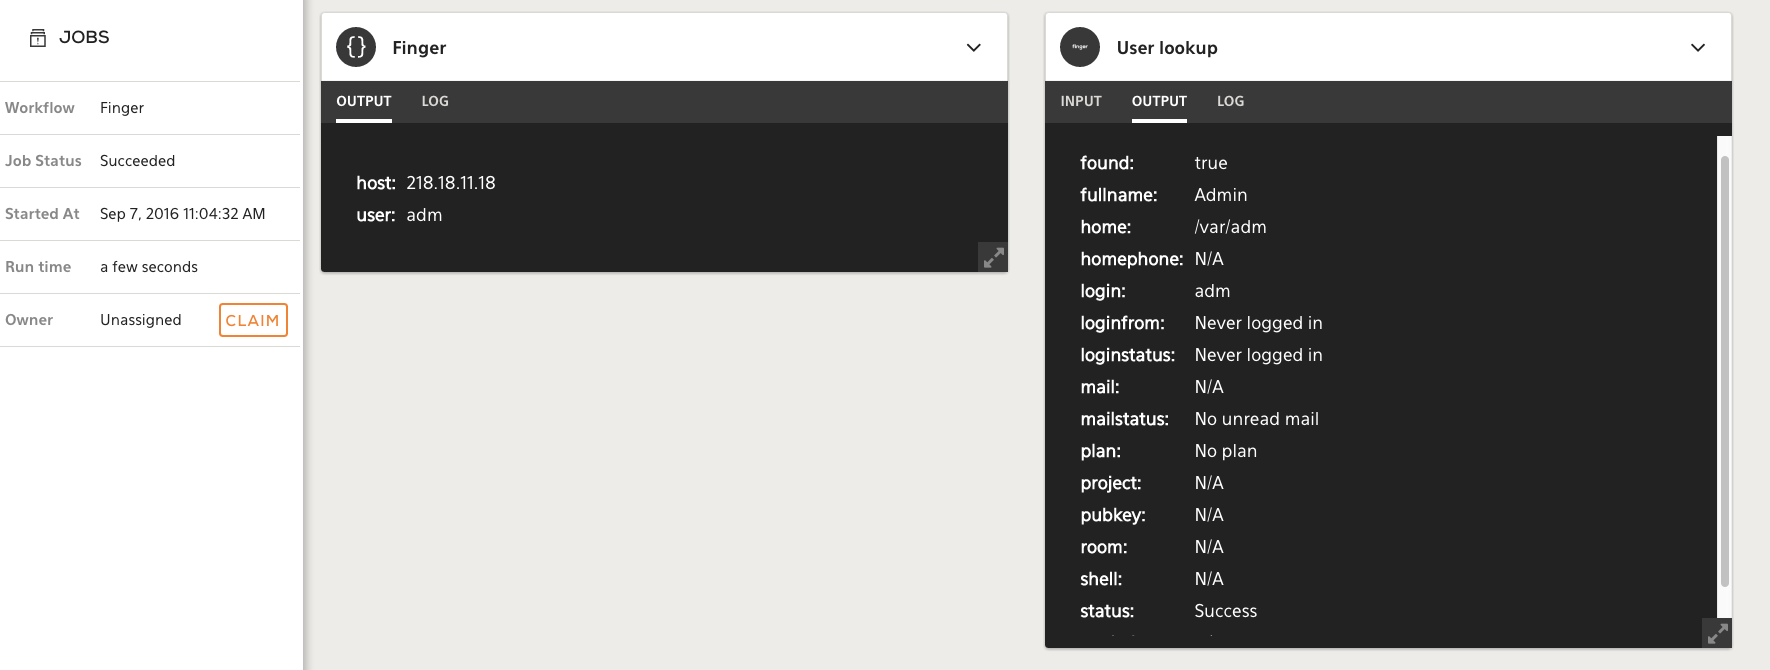 JOBS
Workflow Finger
Job Status Succeeded
Started At Sep 7, 2016 11:04:32 AM
Run time a few seconds
Owner Unassigned CLAIM
{} Finger
OUTPUT LOG
host: 218.18.11.18
user: adm
finger User lookup
INPUT OUTPUT LOG
found: true
fullname: Admin
home: /var/adm
homephone: N/A
login: adm
loginfrom: Never logged in
loginstatus: Never logged in
mail: N/A
mailstatus: No unread mail
plan: No plan
project: N/A
pubkey: N/A
room: N/A
shell: N/A
status: Success